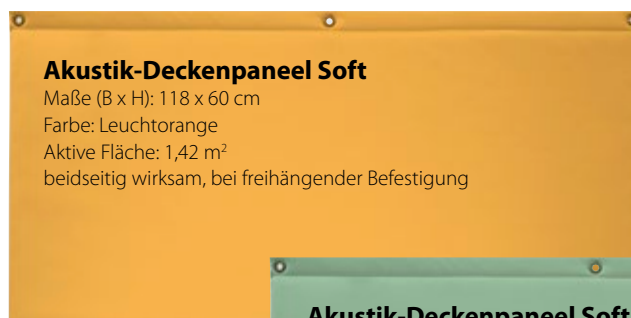 Akustik-Deckenpaneel Soft
Maße (B x H): 118 x 60 cm
Farbe: Leuchtorange
Aktive Fläche: 1,42 m²
beidseitig wirksam, bei freihängender Befestigung
Akustik-Deckenpaneel Soft